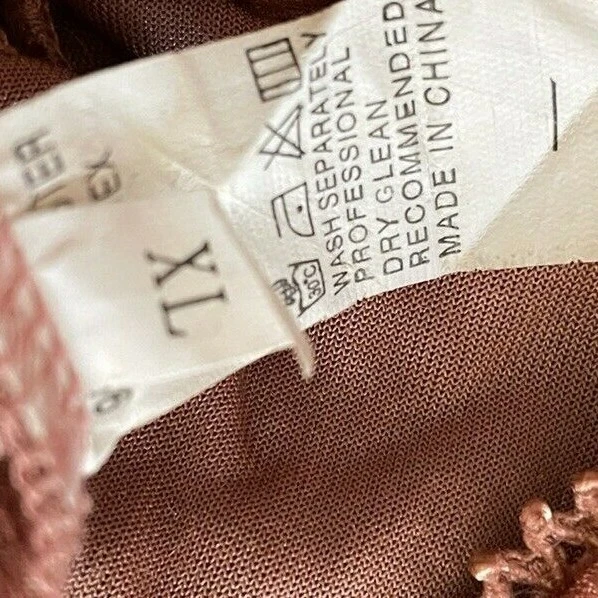 WASH SEPARATELY
PROFESSIONAL
DRY CLEAN
RECOMMENDED
MADE IN CHINA
30°C
XL